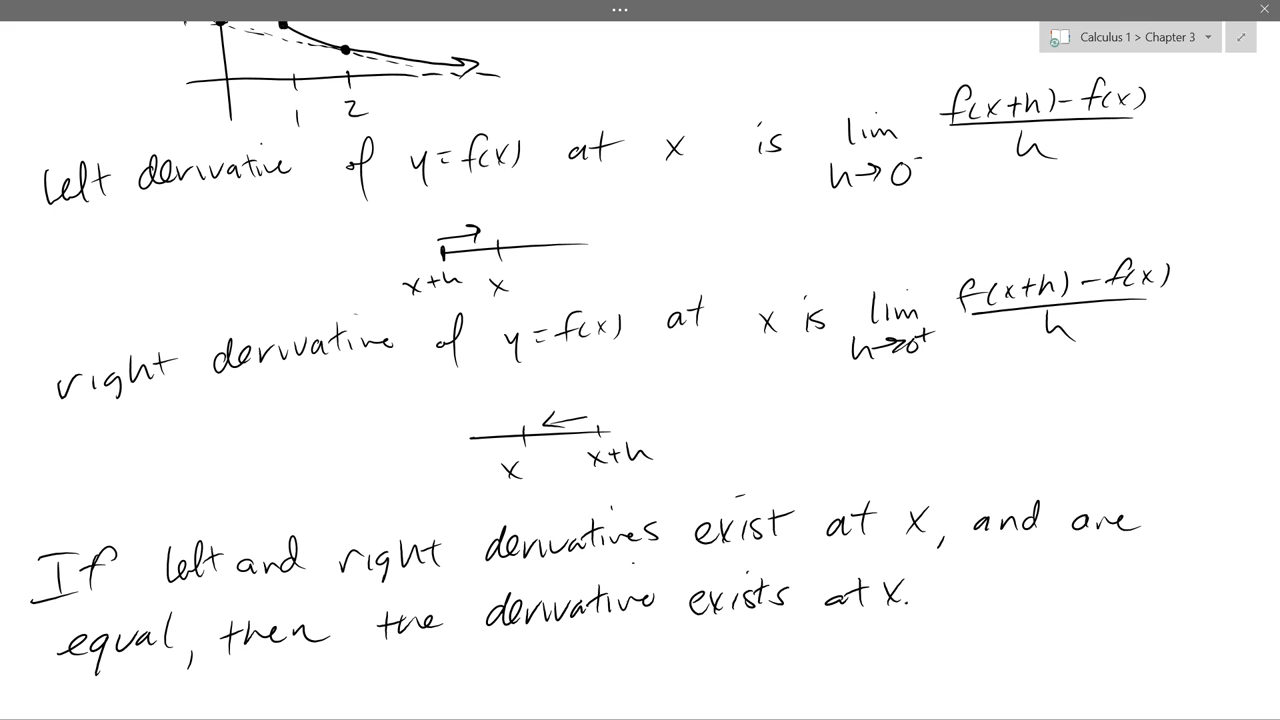 Calculus 1 > Chapter 3
1 2
left derivative of y = f(x) at x is lim h→0⁻ f(x+h) - f(x) / h
x+h x
right derivative of y = f(x) at x is lim h→0⁺ f(x+h) - f(x) / h
x x+h
If left and right derivatives exist at x, and are
equal, then the derivative exists at x.